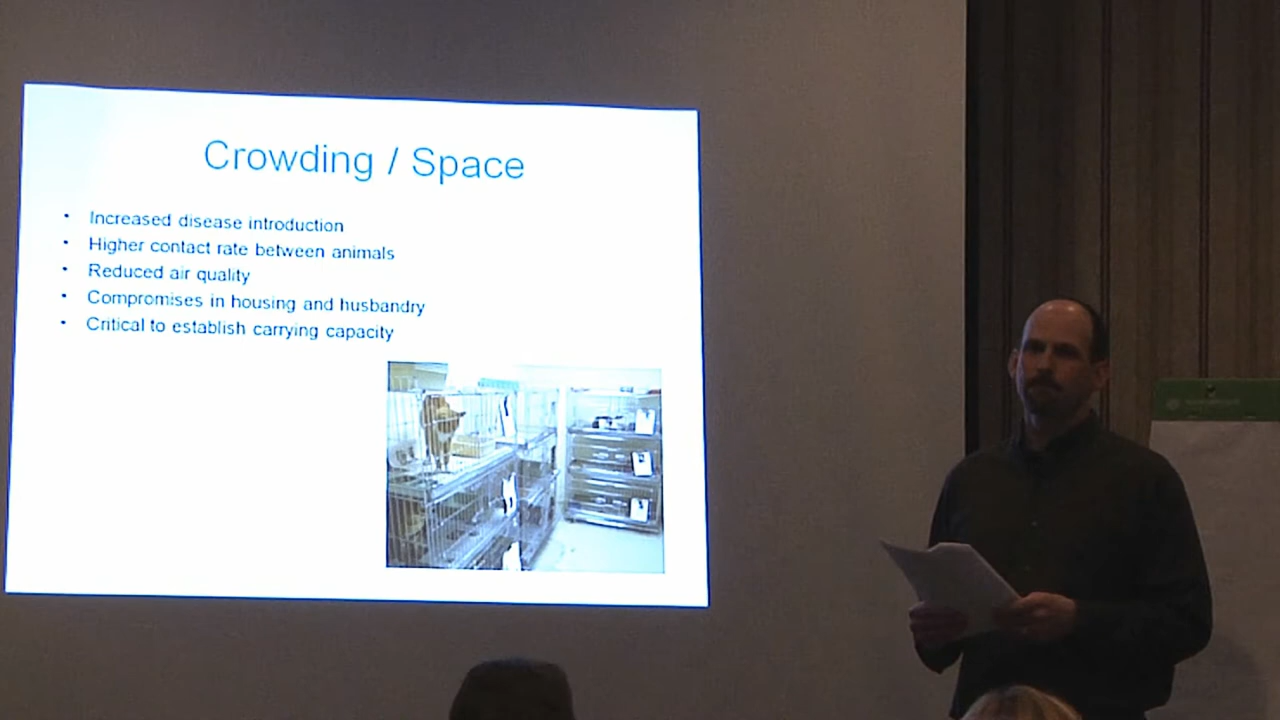 Crowding / Space
• Increased disease introduction
• Higher contact rate between animals
• Reduced air quality
• Compromises in housing and husbandry
• Critical to establish carrying capacity